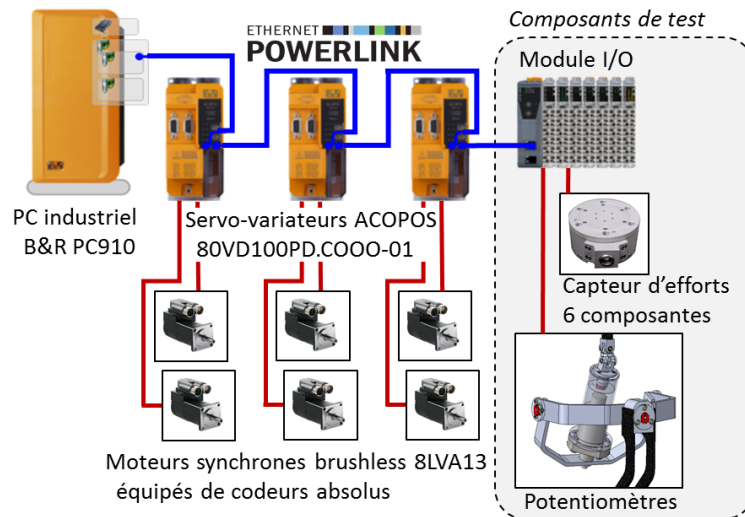 Composants de test
ETHERNET
POWERLINK
Module I/O
PC industriel
B&R PC910
Servo-variateurs ACOPOS
80VD100PD.COOO-01
Capteur d'efforts
6 composantes
Moteurs synchrones brushless 8LVA13
équipés de codeurs absolus
Potentiomètres